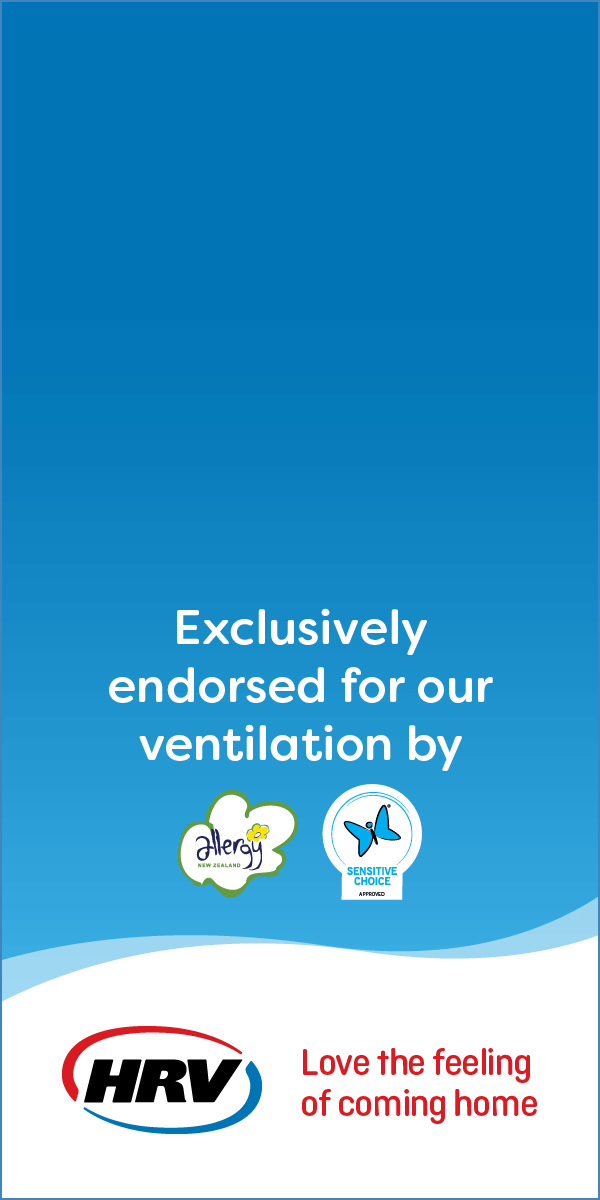 Exclusively
endorsed for our
ventilation by
allergy
NEW ZEALAND
SENSITIVE
CHOICE
APPROVED
HRV
Love the feeling
of coming home